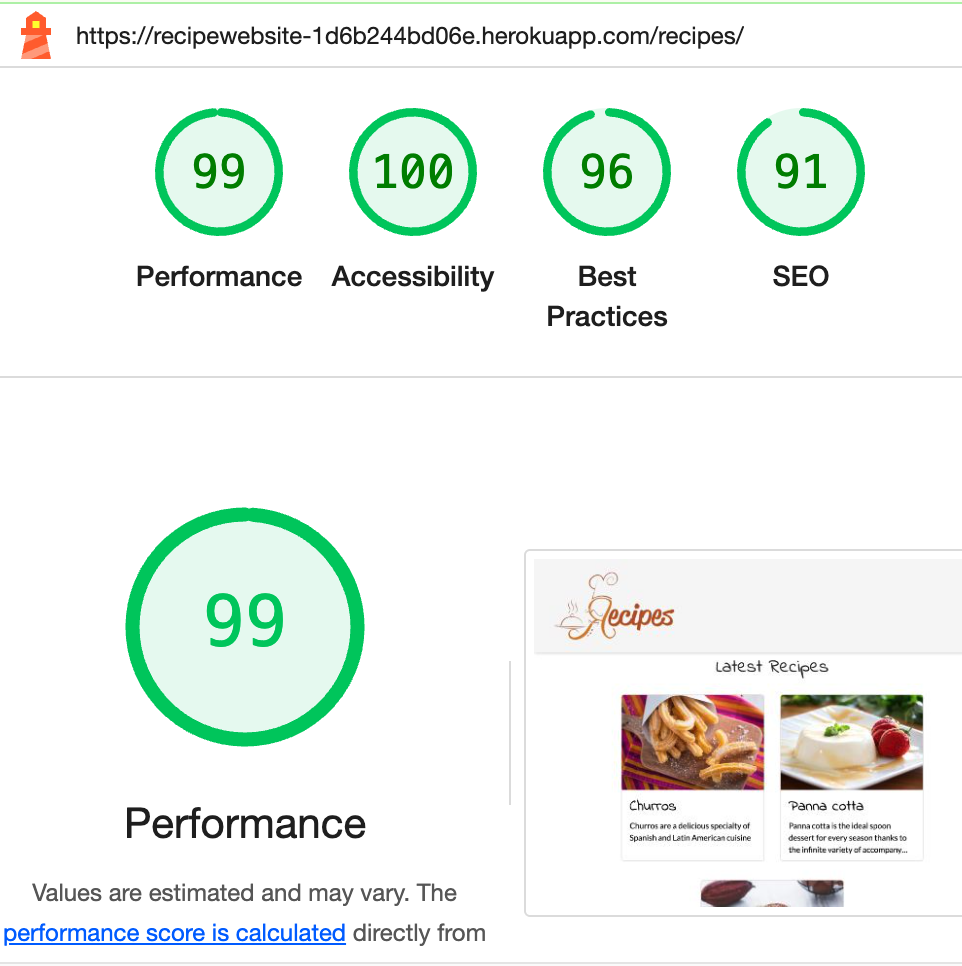 https://recipewebsite-1d6b244bd06e.herokuapp.com/recipes/
99
100
96
91
Performance
Accessibility
Best
Practices
SEO
99
Performance
Values are estimated and may vary. The
performance score is calculated directly from
Recipes
Latest Recipes
Churros
Churros are a delicious specialty of
Spanish and Latin American cuisine
Panna cotta
Panna cotta is the ideal spoon
dessert for every season thanks to
the infinite variety of accompany...